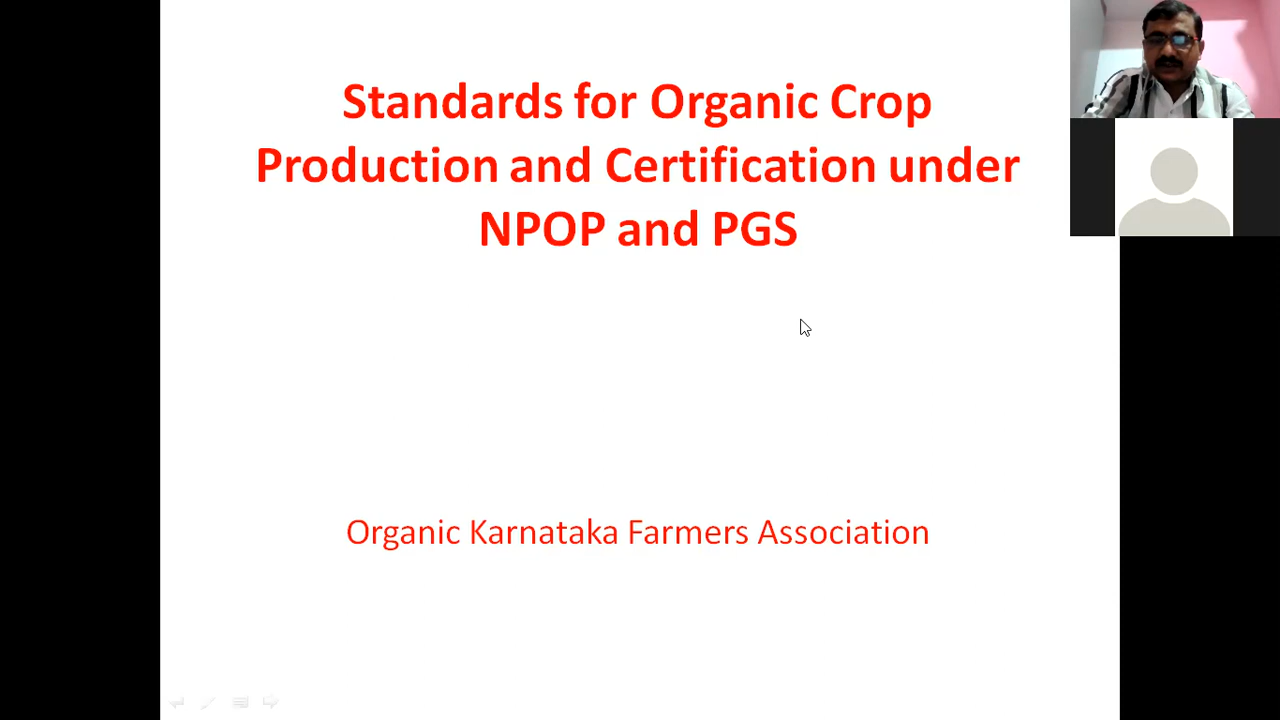 Standards for Organic Crop
Production and Certification under
NPOP and PGS
Organic Karnataka Farmers Association